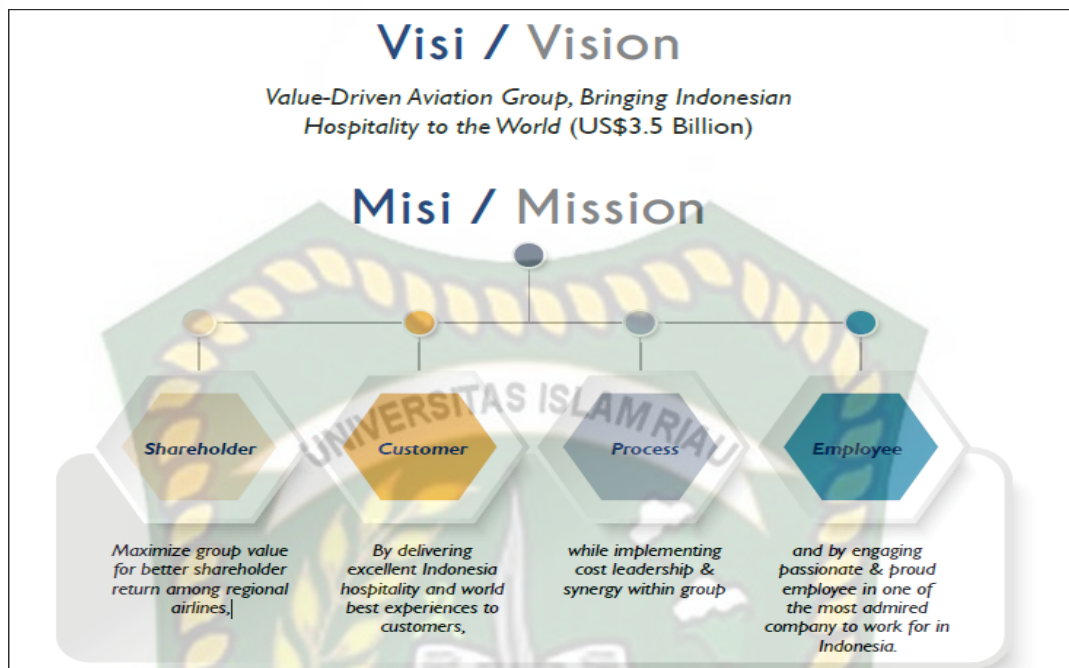 Visi / Vision
Value-Driven Aviation Group, Bringing Indonesian
Hospitality to the World (US$3.5 Billion)
Misi / Mission
UNIVERSITAS ISLAM RIAU
Shareholder
Customer
Process
Employee
Maximize group value
for better shareholder
return among regional
airlines,
By delivering
excellent Indonesia
hospitality and world
best experiences to
customers,
while implementing
cost leadership &
synergy within group
and by engaging
passionate & proud
employee in one of
the most admired
company to work for in
Indonesia.